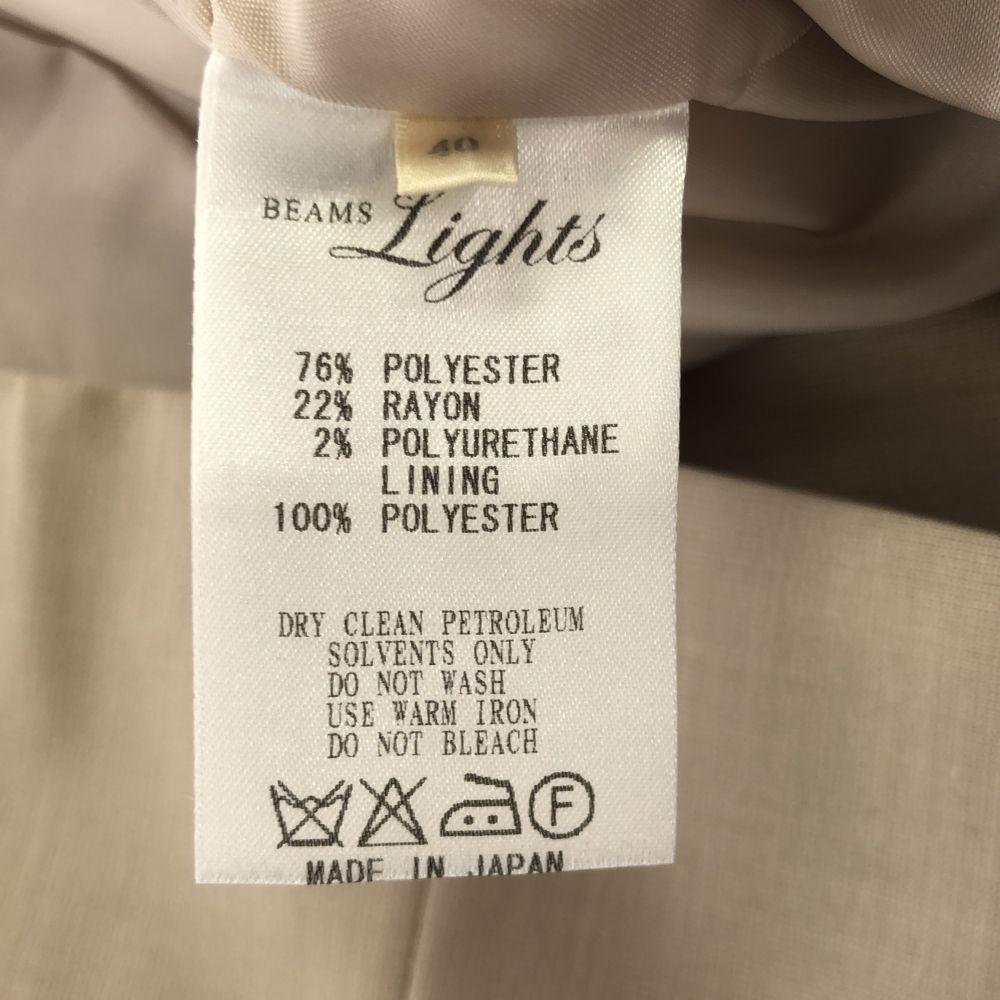 40
BEAMS Lights
76% POLYESTER
22% RAYON
2% POLYURETHANE
LINING
100% POLYESTER
DRY CLEAN PETROLEUM
SOLVENTS ONLY
DO NOT WASH
USE WARM IRON
DO NOT BLEACH
F
MADE IN JAPAN